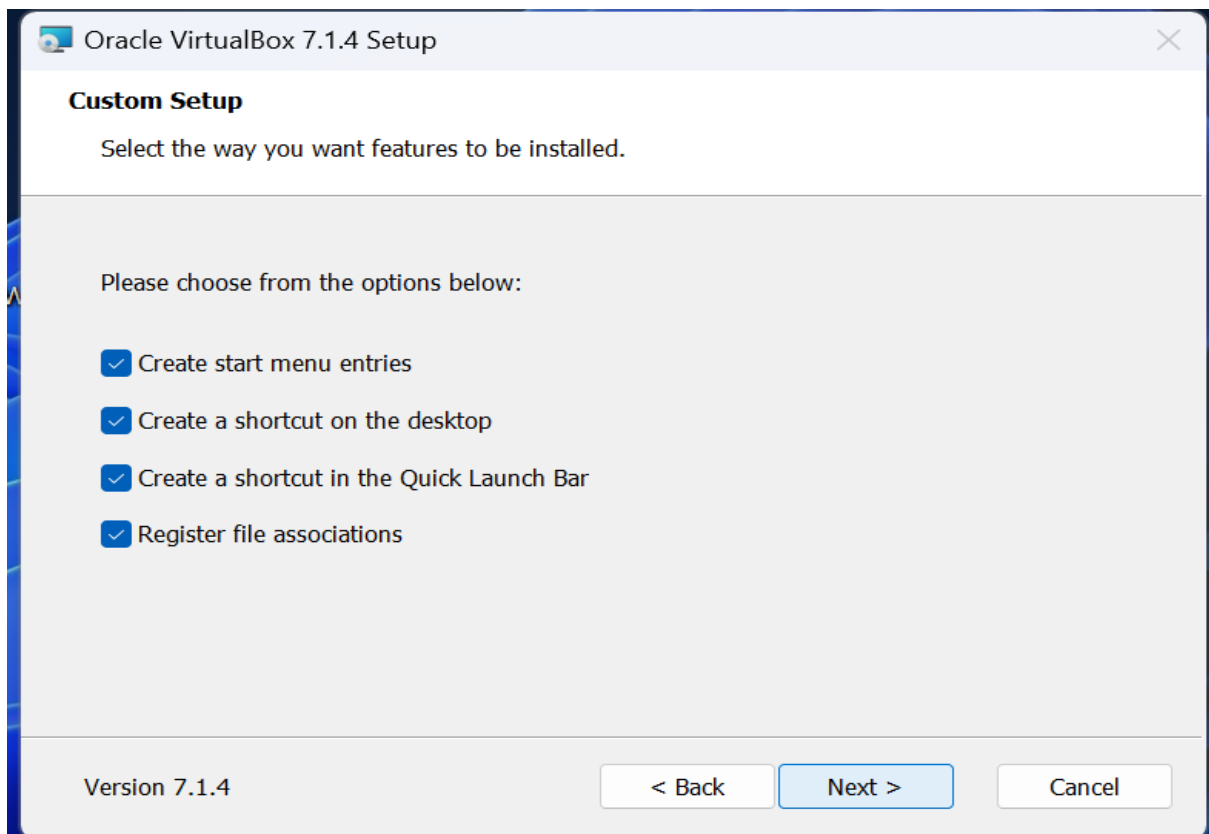 Oracle VirtualBox 7.1.4 Setup
Custom Setup
Select the way you want features to be installed.
Please choose from the options below:
Create start menu entries
Create a shortcut on the desktop
Create a shortcut in the Quick Launch Bar
Register file associations
Version 7.1.4
< Back
Next >
Cancel